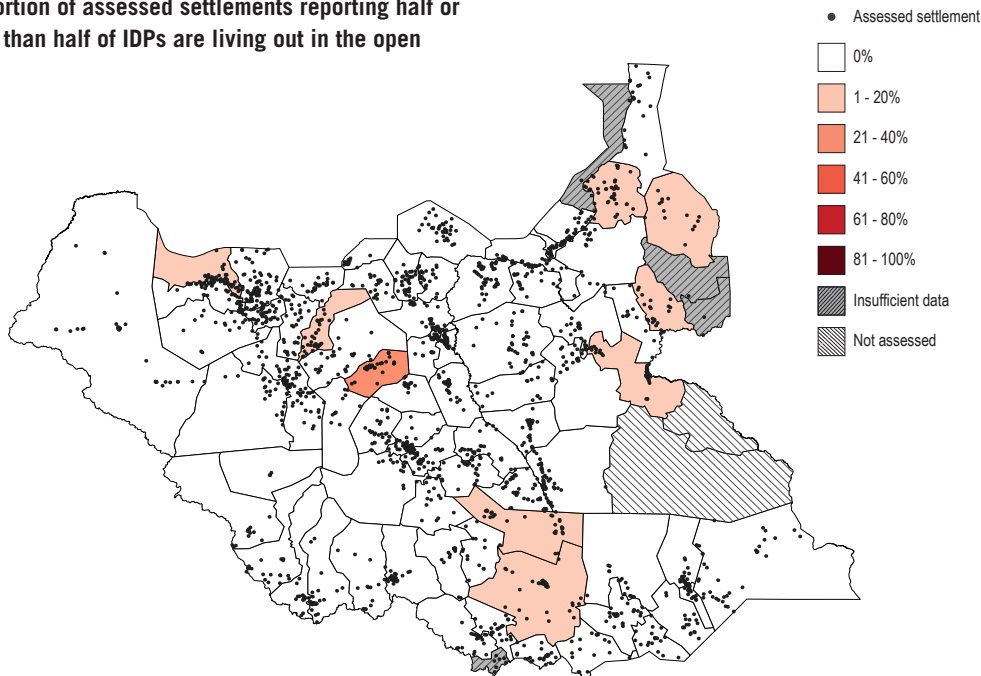 ortion of assessed settlements reporting half or
than half of IDPs are living out in the open
Assessed settlement
0%
1 - 20%
21 - 40%
41 - 60%
61 - 80%
81 - 100%
Insufficient data
Not assessed